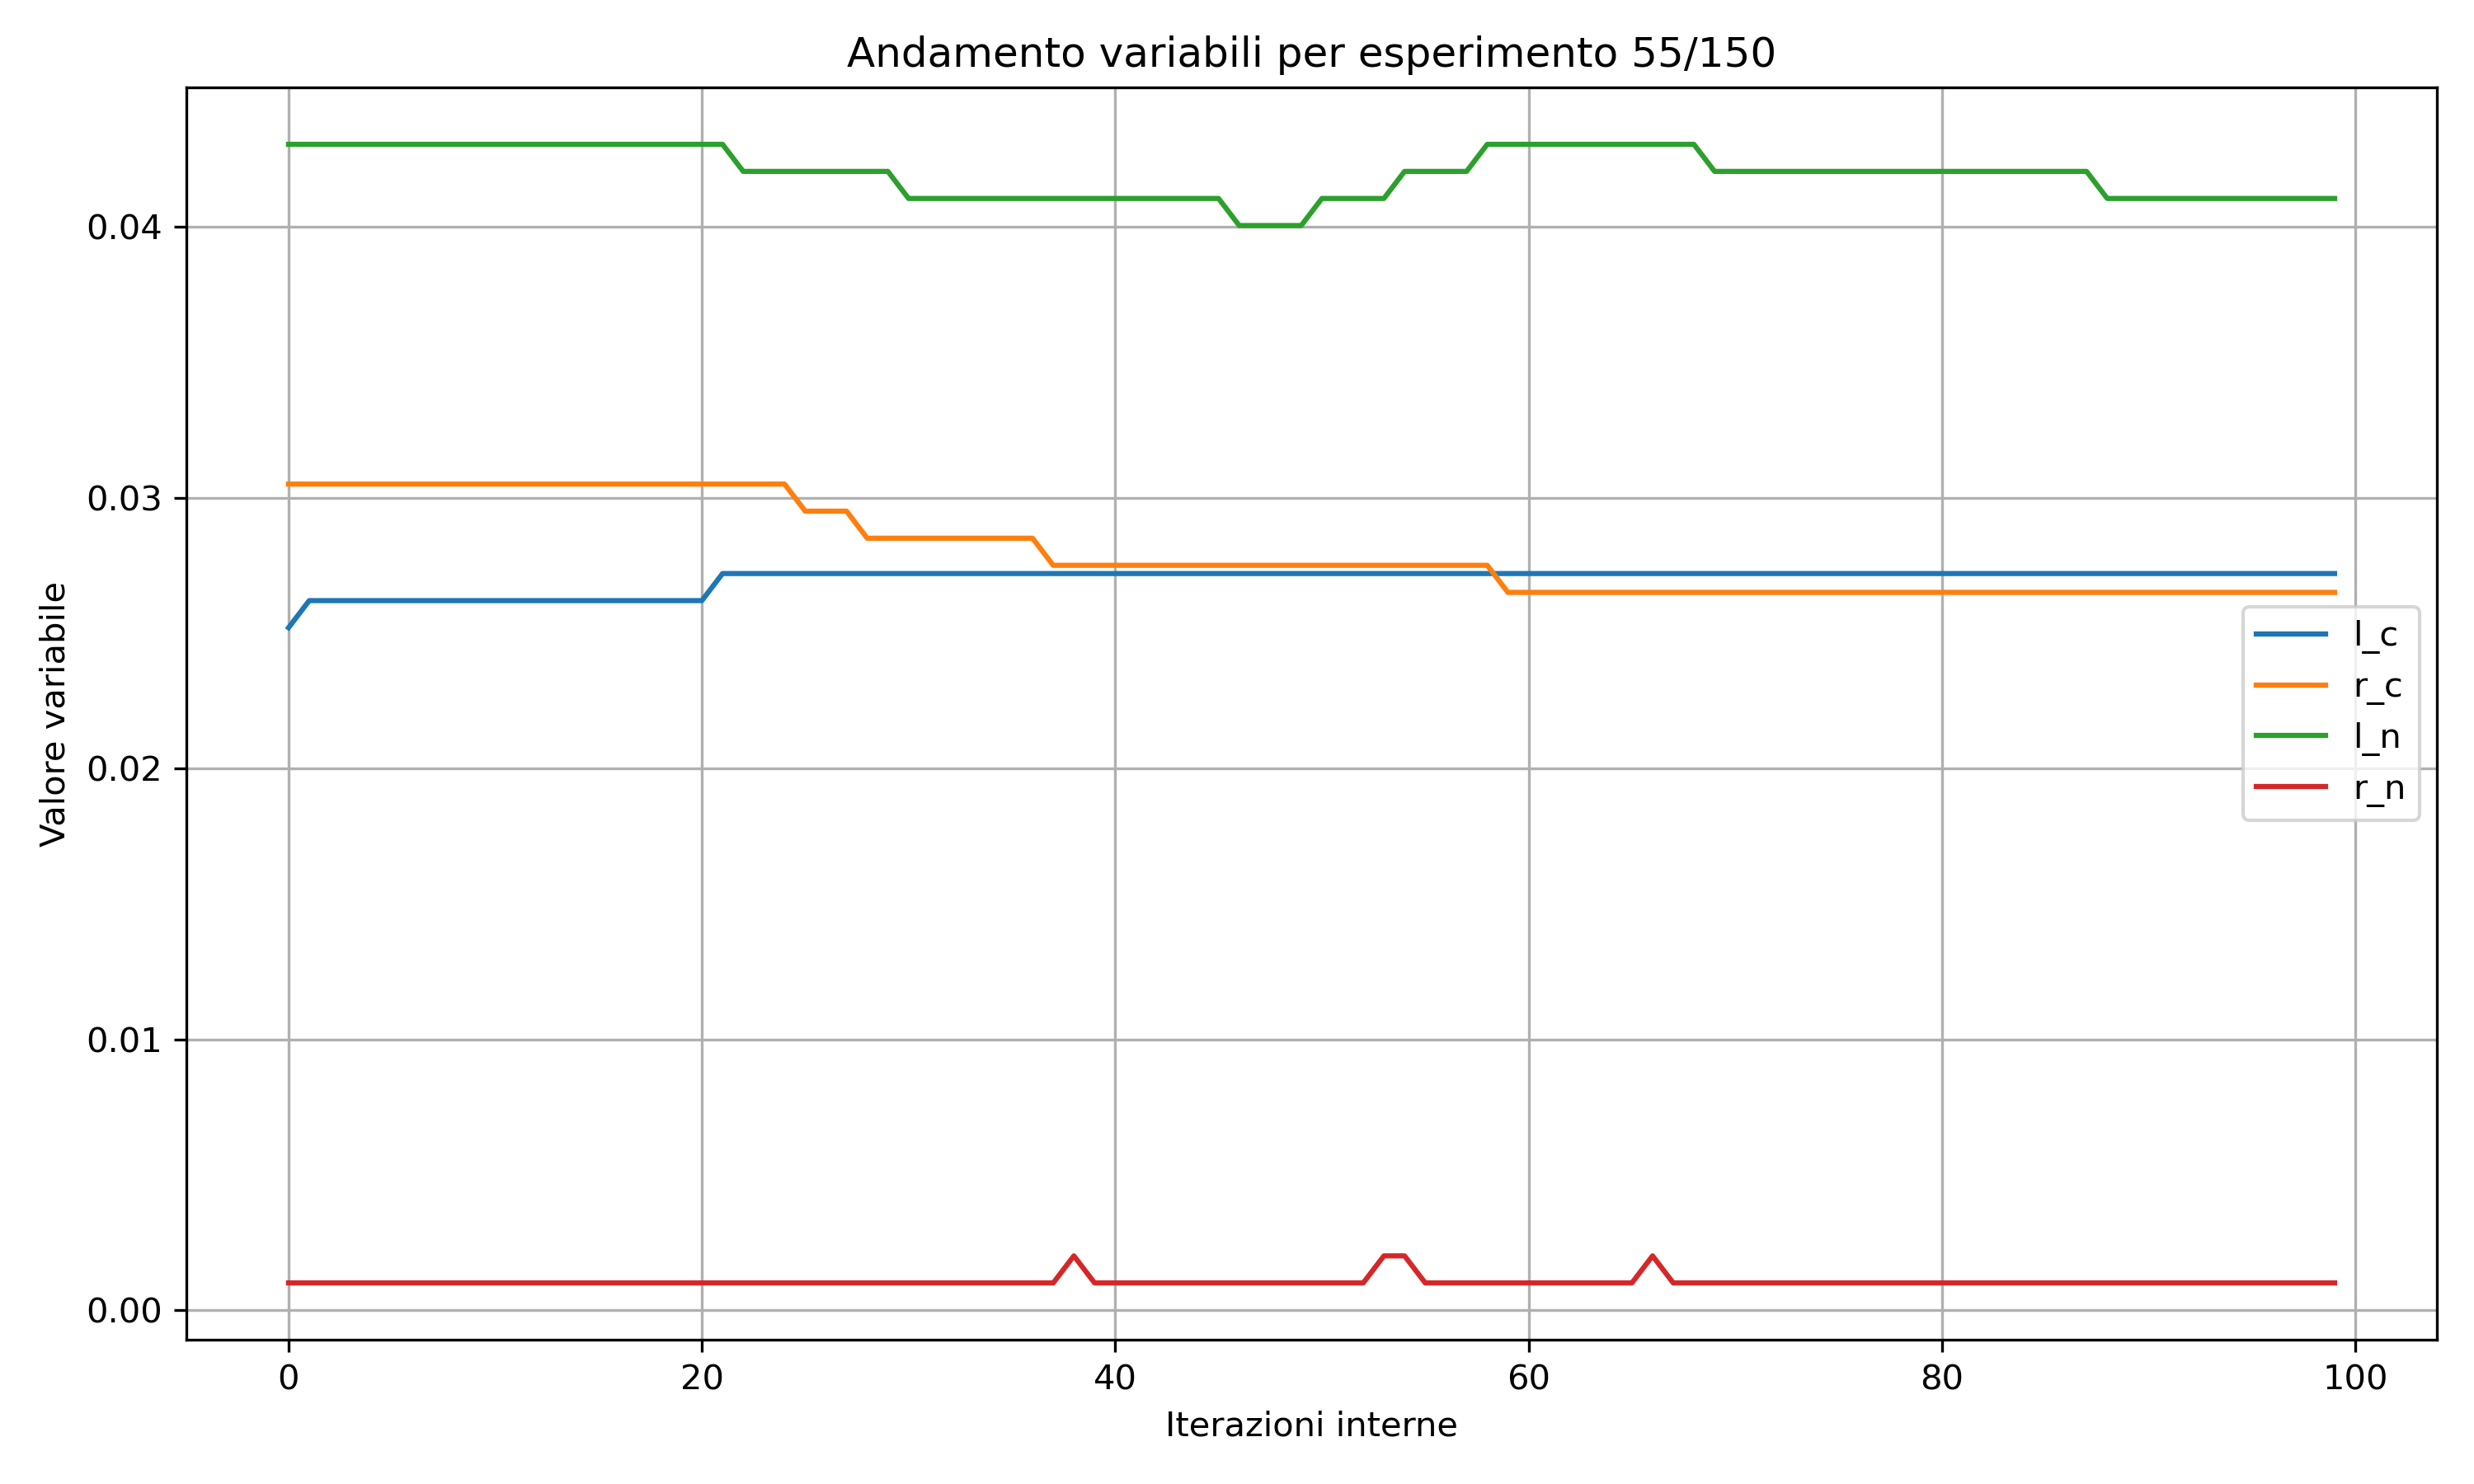 Andamento variabili per esperimento 55/150
Valore variabile
0.04
0.03
0.02
0.01
0.00
l_c
r_c
l_n
r_n
0 20 40 60 80 100
Iterazioni interne